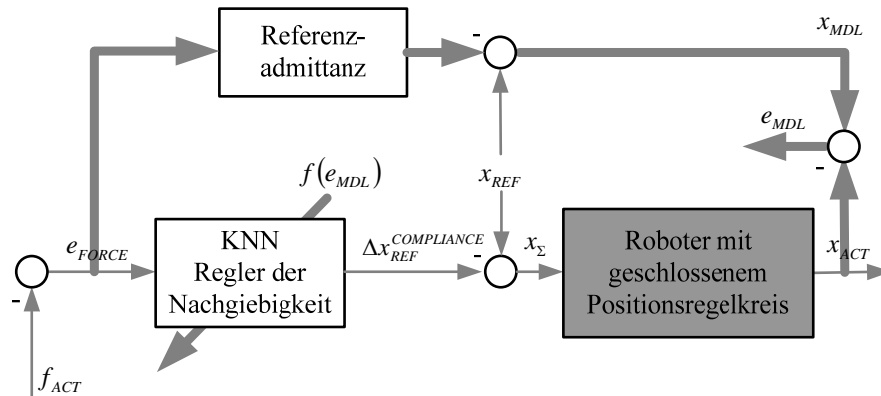 Referenz-
admittanz
-
x_MDL
e_MDL
-
f(e_MDL)
x_REF
KNN
Regler der
Nachgiebigkeit
e_FORCE
-
Δx_REF^COMPLIANCE
-
x_Σ
Roboter mit
geschlossenem
Positionsregelkreis
x_ACT
f_ACT